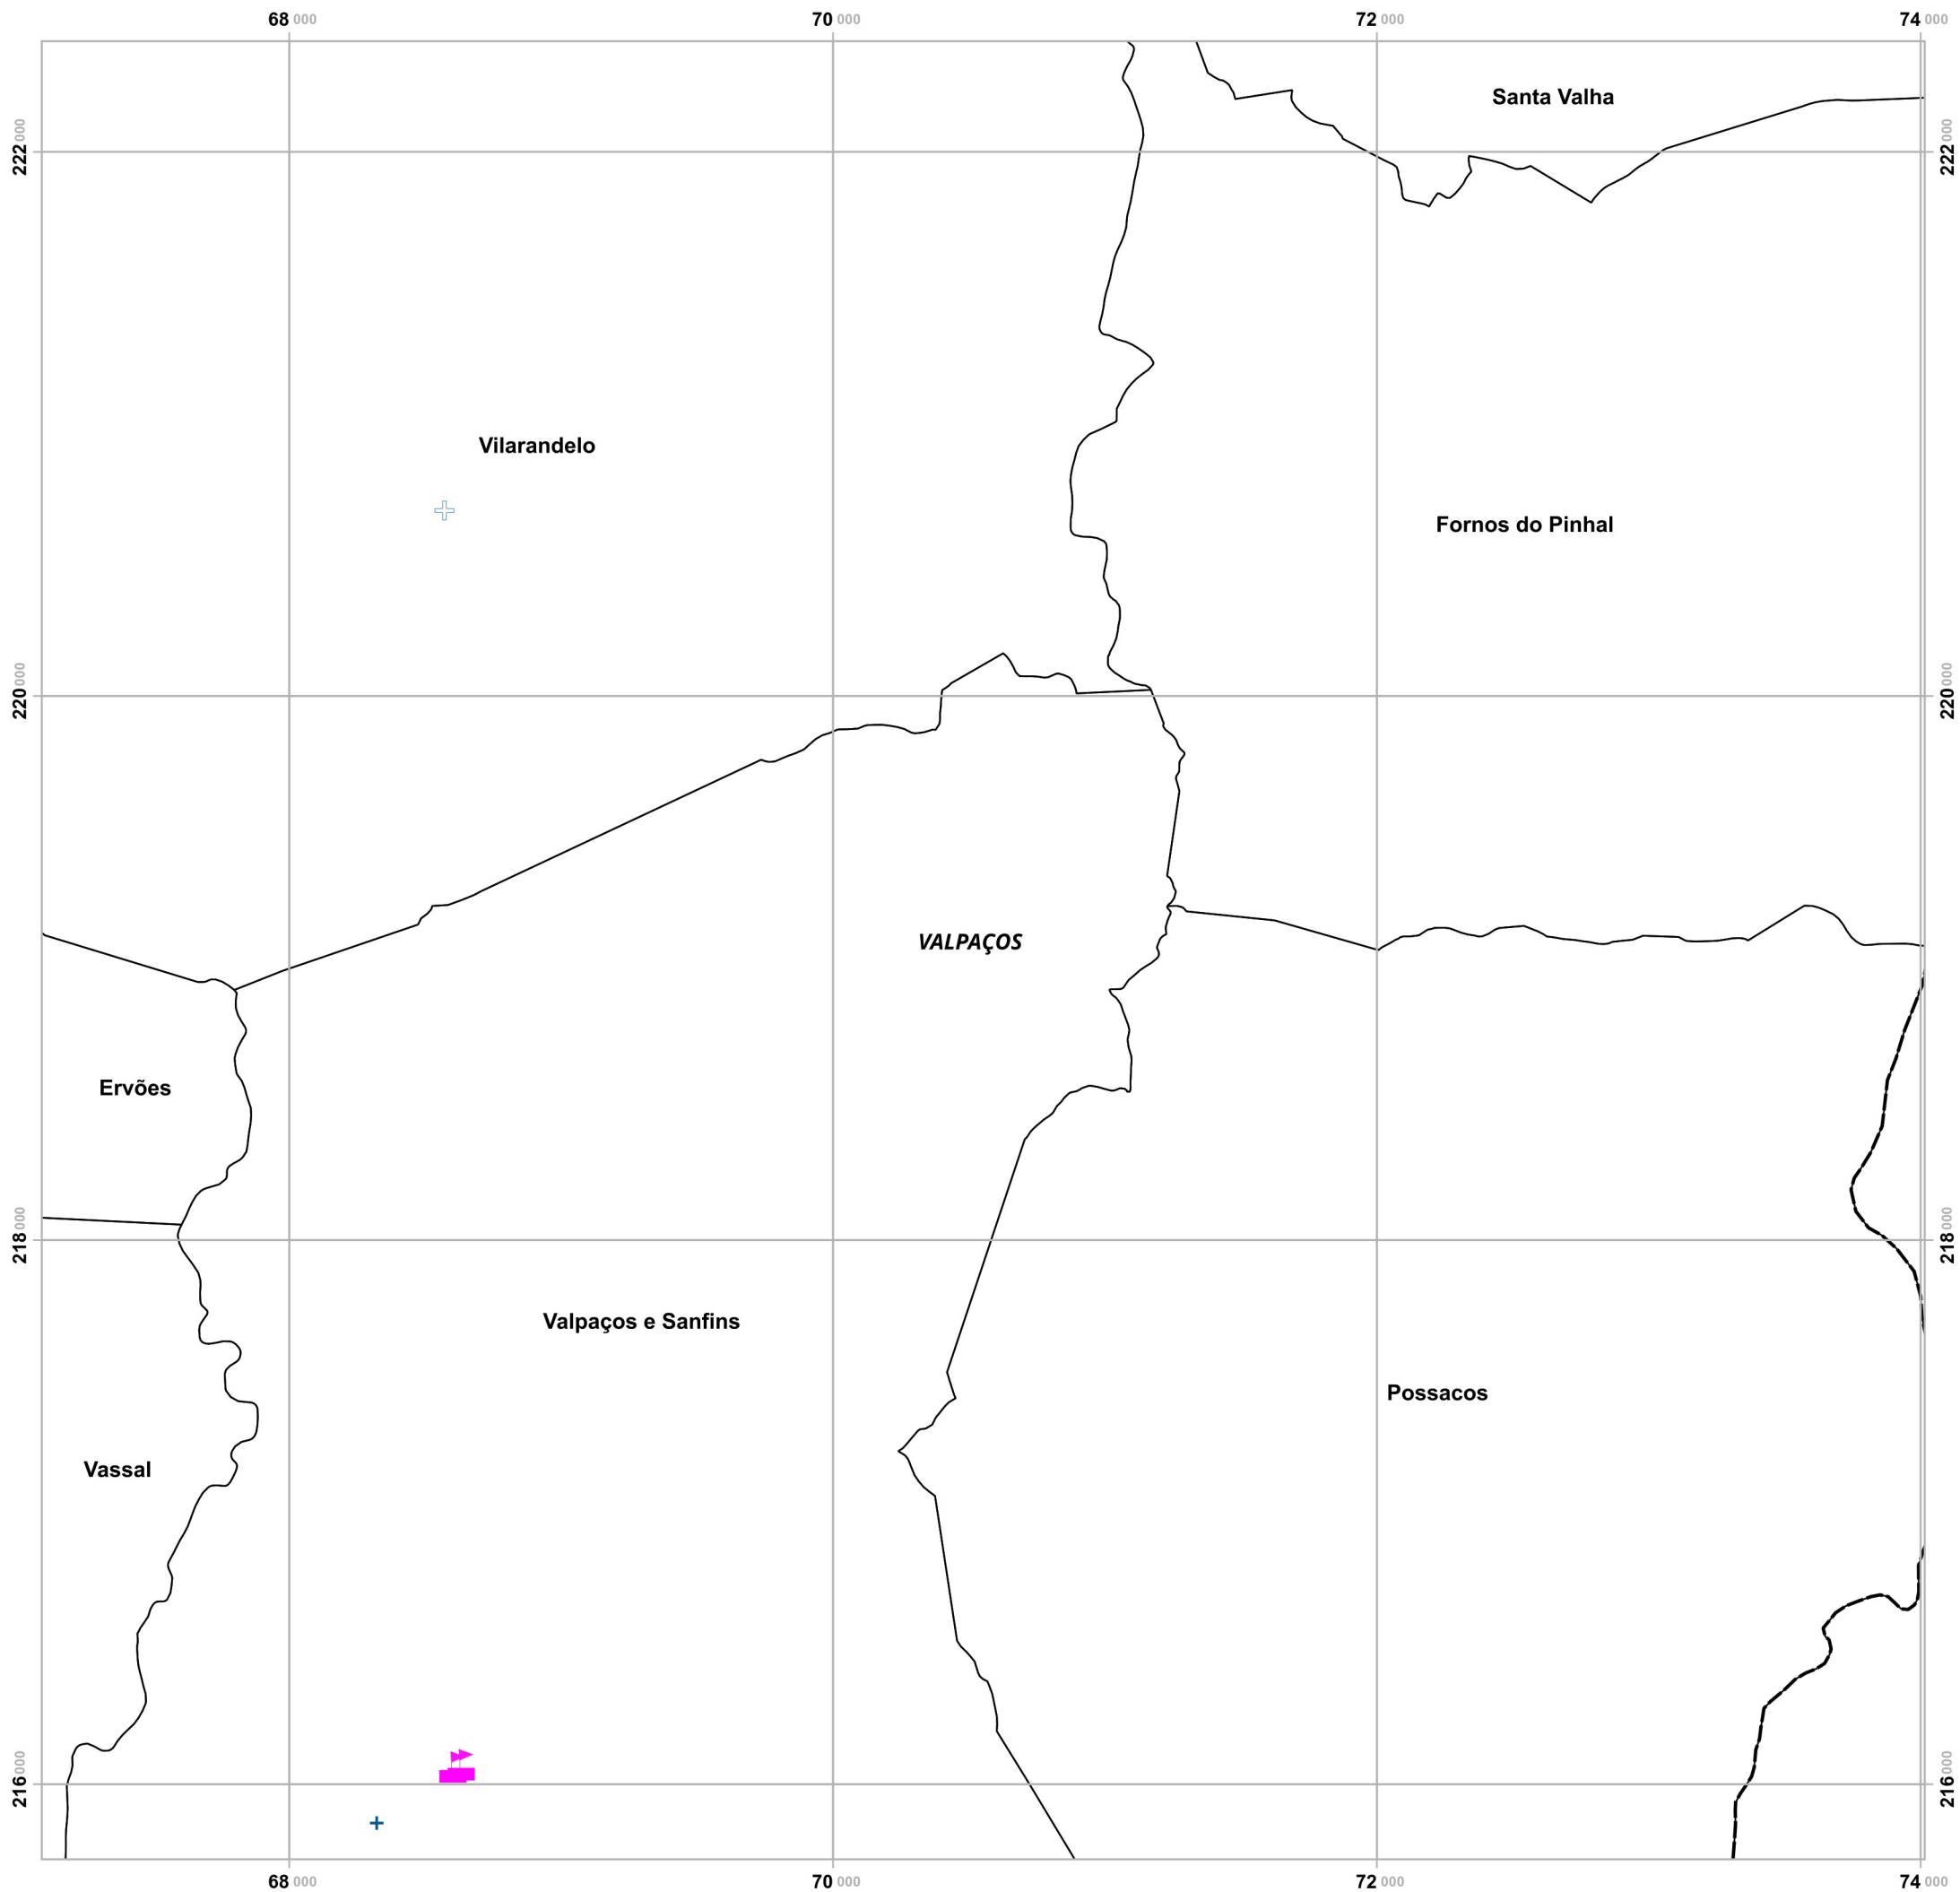 68 000 70 000 72 000 74 000
Santa Valha
222 000 222 000
Vilarandelo
Fornos do Pinhal
220 000 220 000
VALPAÇOS
Ervões
218 000 218 000
Valpaços e Sanfins
Possacos
Vassal
216 000 216 000
68 000 70 000 72 000 74 000